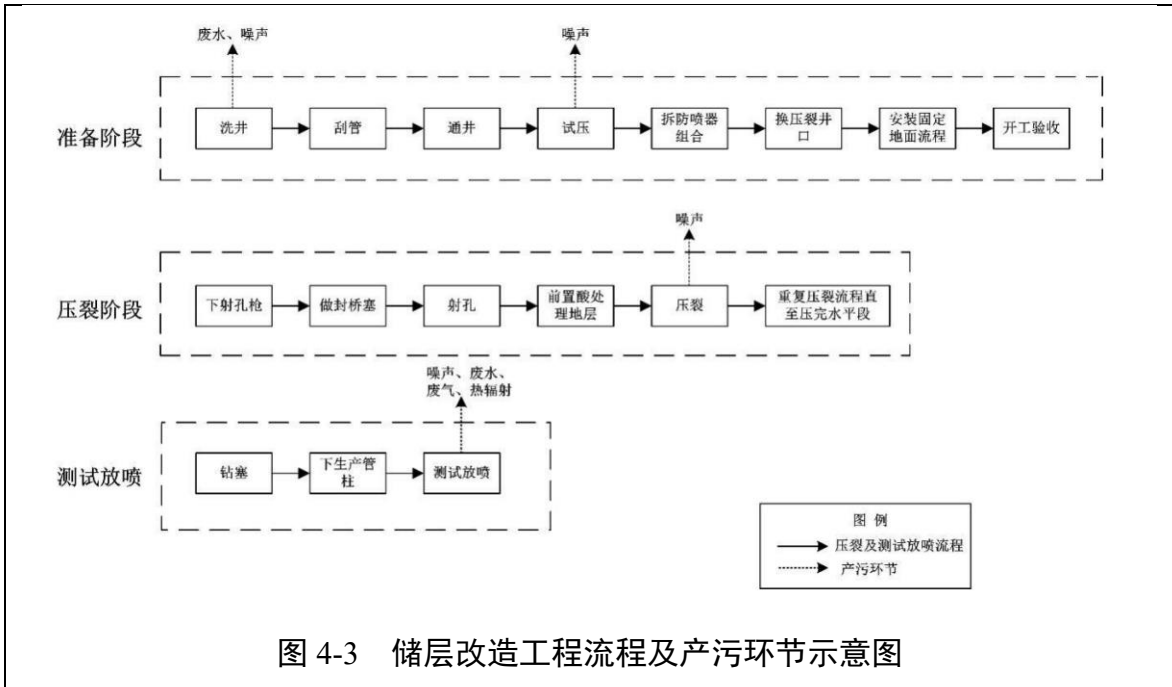 废水、噪声
噪声
准备阶段
洗井
刮管
通井
试压
拆防喷器
组合
换压裂井
口
安装固定
地面流程
开工验收
噪声
压裂阶段
下射孔枪
做封桥塞
射孔
前置酸处
理地层
压裂
重复压裂流程直
至压完水平段
噪声、废水、
废气、热辐射
测试放喷
钻塞
下生产管
柱
测试放喷
图 例
压裂及测试放喷流程
产污环节
图 4-3 储层改造工程流程及产污环节示意图